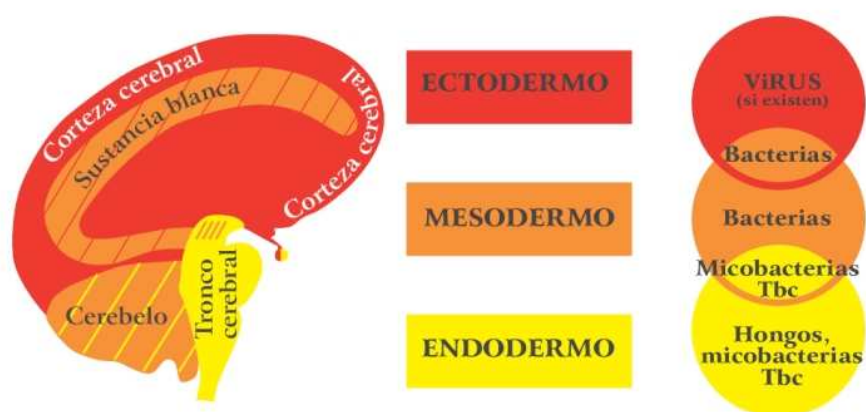 Corteza cerebral
Sustancia blanca
Corteza cerebral
Cerebelo
Tronco
cerebral
ECTODERMO
MESODERMO
ENDODERMO
ViRUS
(si existen)
Bacterias
Bacterias
Micobacterias
Tbc
Hongos,
micobacterias
Tbc